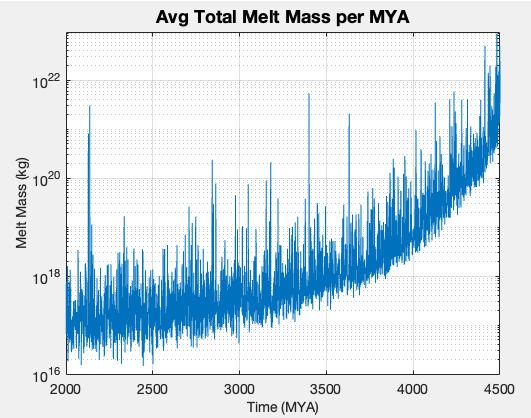 Avg Total Melt Mass per MYA
Melt Mass (kg)
10^22
10^20
10^18
10^16
2000 2500 3000 3500 4000 4500
Time (MYA)